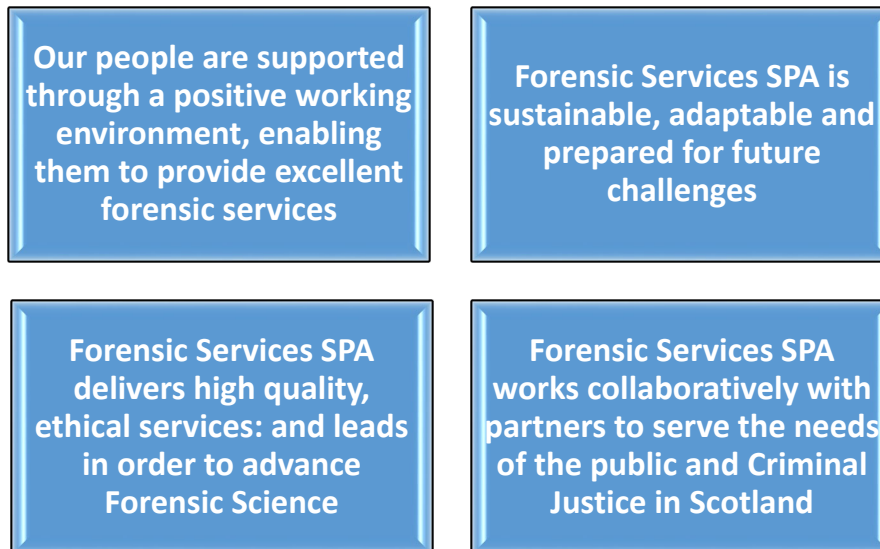 Our people are supported
through a positive working
environment, enabling
them to provide excellent
forensic services
Forensic Services SPA is
sustainable, adaptable and
prepared for future
challenges
Forensic Services SPA
delivers high quality,
ethical services: and leads
in order to advance
Forensic Science
Forensic Services SPA
works collaboratively with
partners to serve the needs
of the public and Criminal
Justice in Scotland